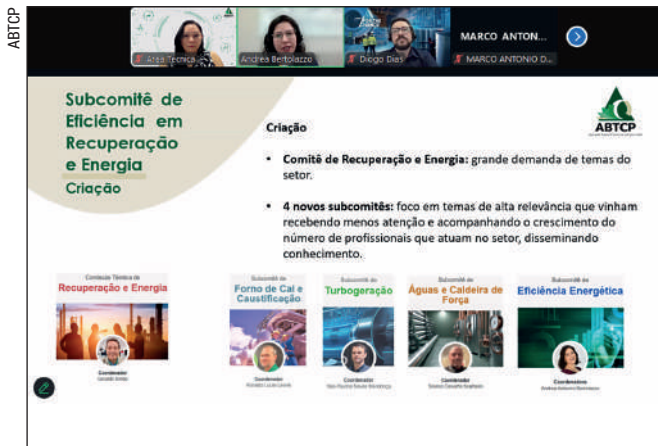 ABTCP
Área Técnica
Andrea Bertolazzo
Diogo Dias
MARCO ANTON...
MARCO ANTONIO D...
Subcomitê de
Eficiência em
Recuperação
e Energia
Criação
ABTCP
Criação
• Comitê de Recuperação e Energia: grande demanda de temas do
setor.
• 4 novos subcomitês: foco em temas de alta relevância que vinham
recebendo menos atenção e acompanhando o crescimento do
número de profissionais que atuam no setor, disseminando
conhecimento.
Comissão Técnica de
Recuperação e Energia
Coordenador
Subcomitê de
Forno de Cal e
Caustificação
Coordenador
Subcomitê de
Turbogeração
Coordenador
Subcomitê de
Águas e Caldeira de
Força
Coordenador
Subcomitê de
Eficiência Energética
Coordenadora